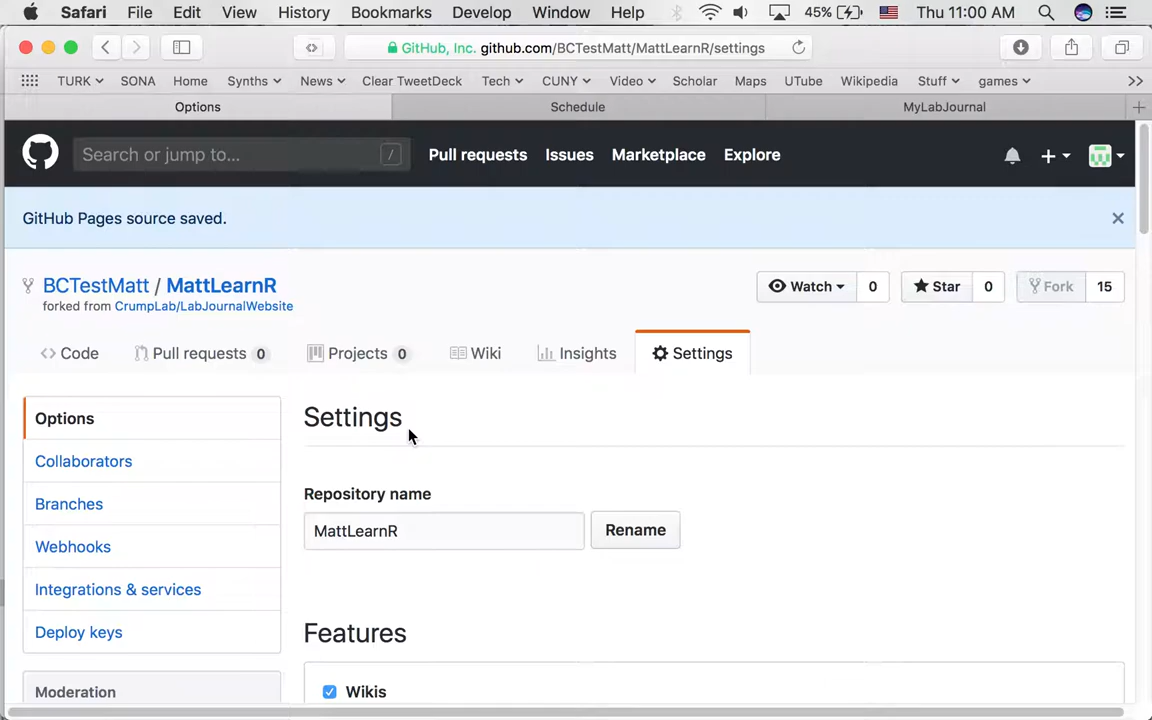 Safari File Edit View History Bookmarks Develop Window Help 45% Thu 11:00 AM
GitHub, Inc. github.com/BCTestMatt/MattLearnR/settings
TURK SONA Home Synths News Clear TweetDeck Tech CUNY Video Scholar Maps UTube Wikipedia Stuff games
Options Schedule MyLabJournal
Search or jump to... / Pull requests Issues Marketplace Explore
GitHub Pages source saved.
BCTestMatt / MattLearnR Watch 0 Star 0 Fork 15
forked from CrumpLab/LabJournalWebsite
Code Pull requests 0 Projects 0 Wiki Insights Settings
Options
Collaborators
Branches
Webhooks
Integrations & services
Deploy keys
Moderation
Settings
Repository name
MattLearnR Rename
Features
Wikis